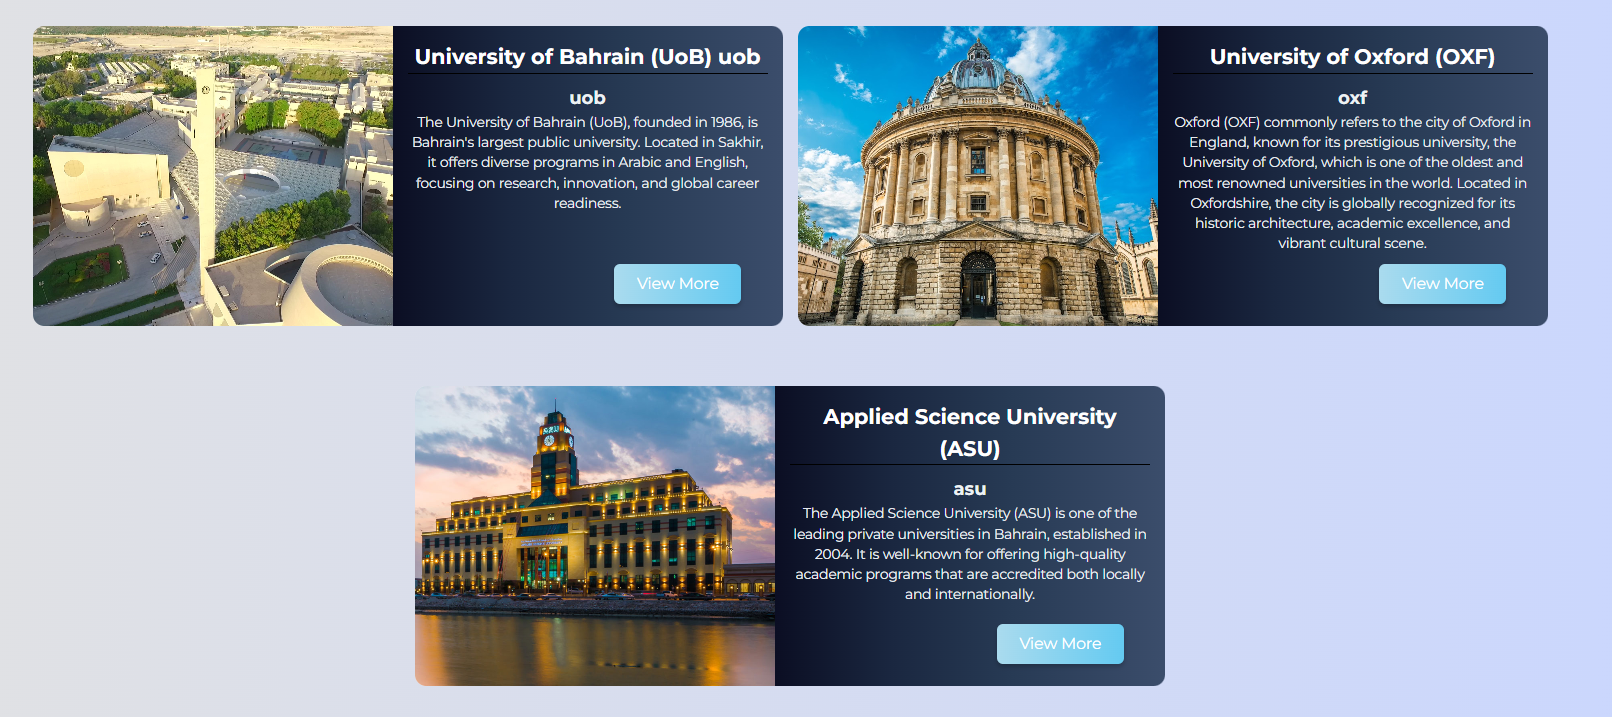 University of Bahrain (UoB) uob
uob
The University of Bahrain (UoB), founded in 1986, is
Bahrain's largest public university. Located in Sakhir,
it offers diverse programs in Arabic and English,
focusing on research, innovation, and global career
readiness.
View More
University of Oxford (OXF)
oxf
Oxford (OXF) commonly refers to the city of Oxford in
England, known for its prestigious university, the
University of Oxford, which is one of the oldest and
most renowned universities in the world. Located in
Oxfordshire, the city is globally recognized for its
historic architecture, academic excellence, and
vibrant cultural scene.
View More
Applied Science University
(ASU)
asu
The Applied Science University (ASU) is one of the
leading private universities in Bahrain, established in
2004. It is well-known for offering high-quality
academic programs that are accredited both locally
and internationally.
View More